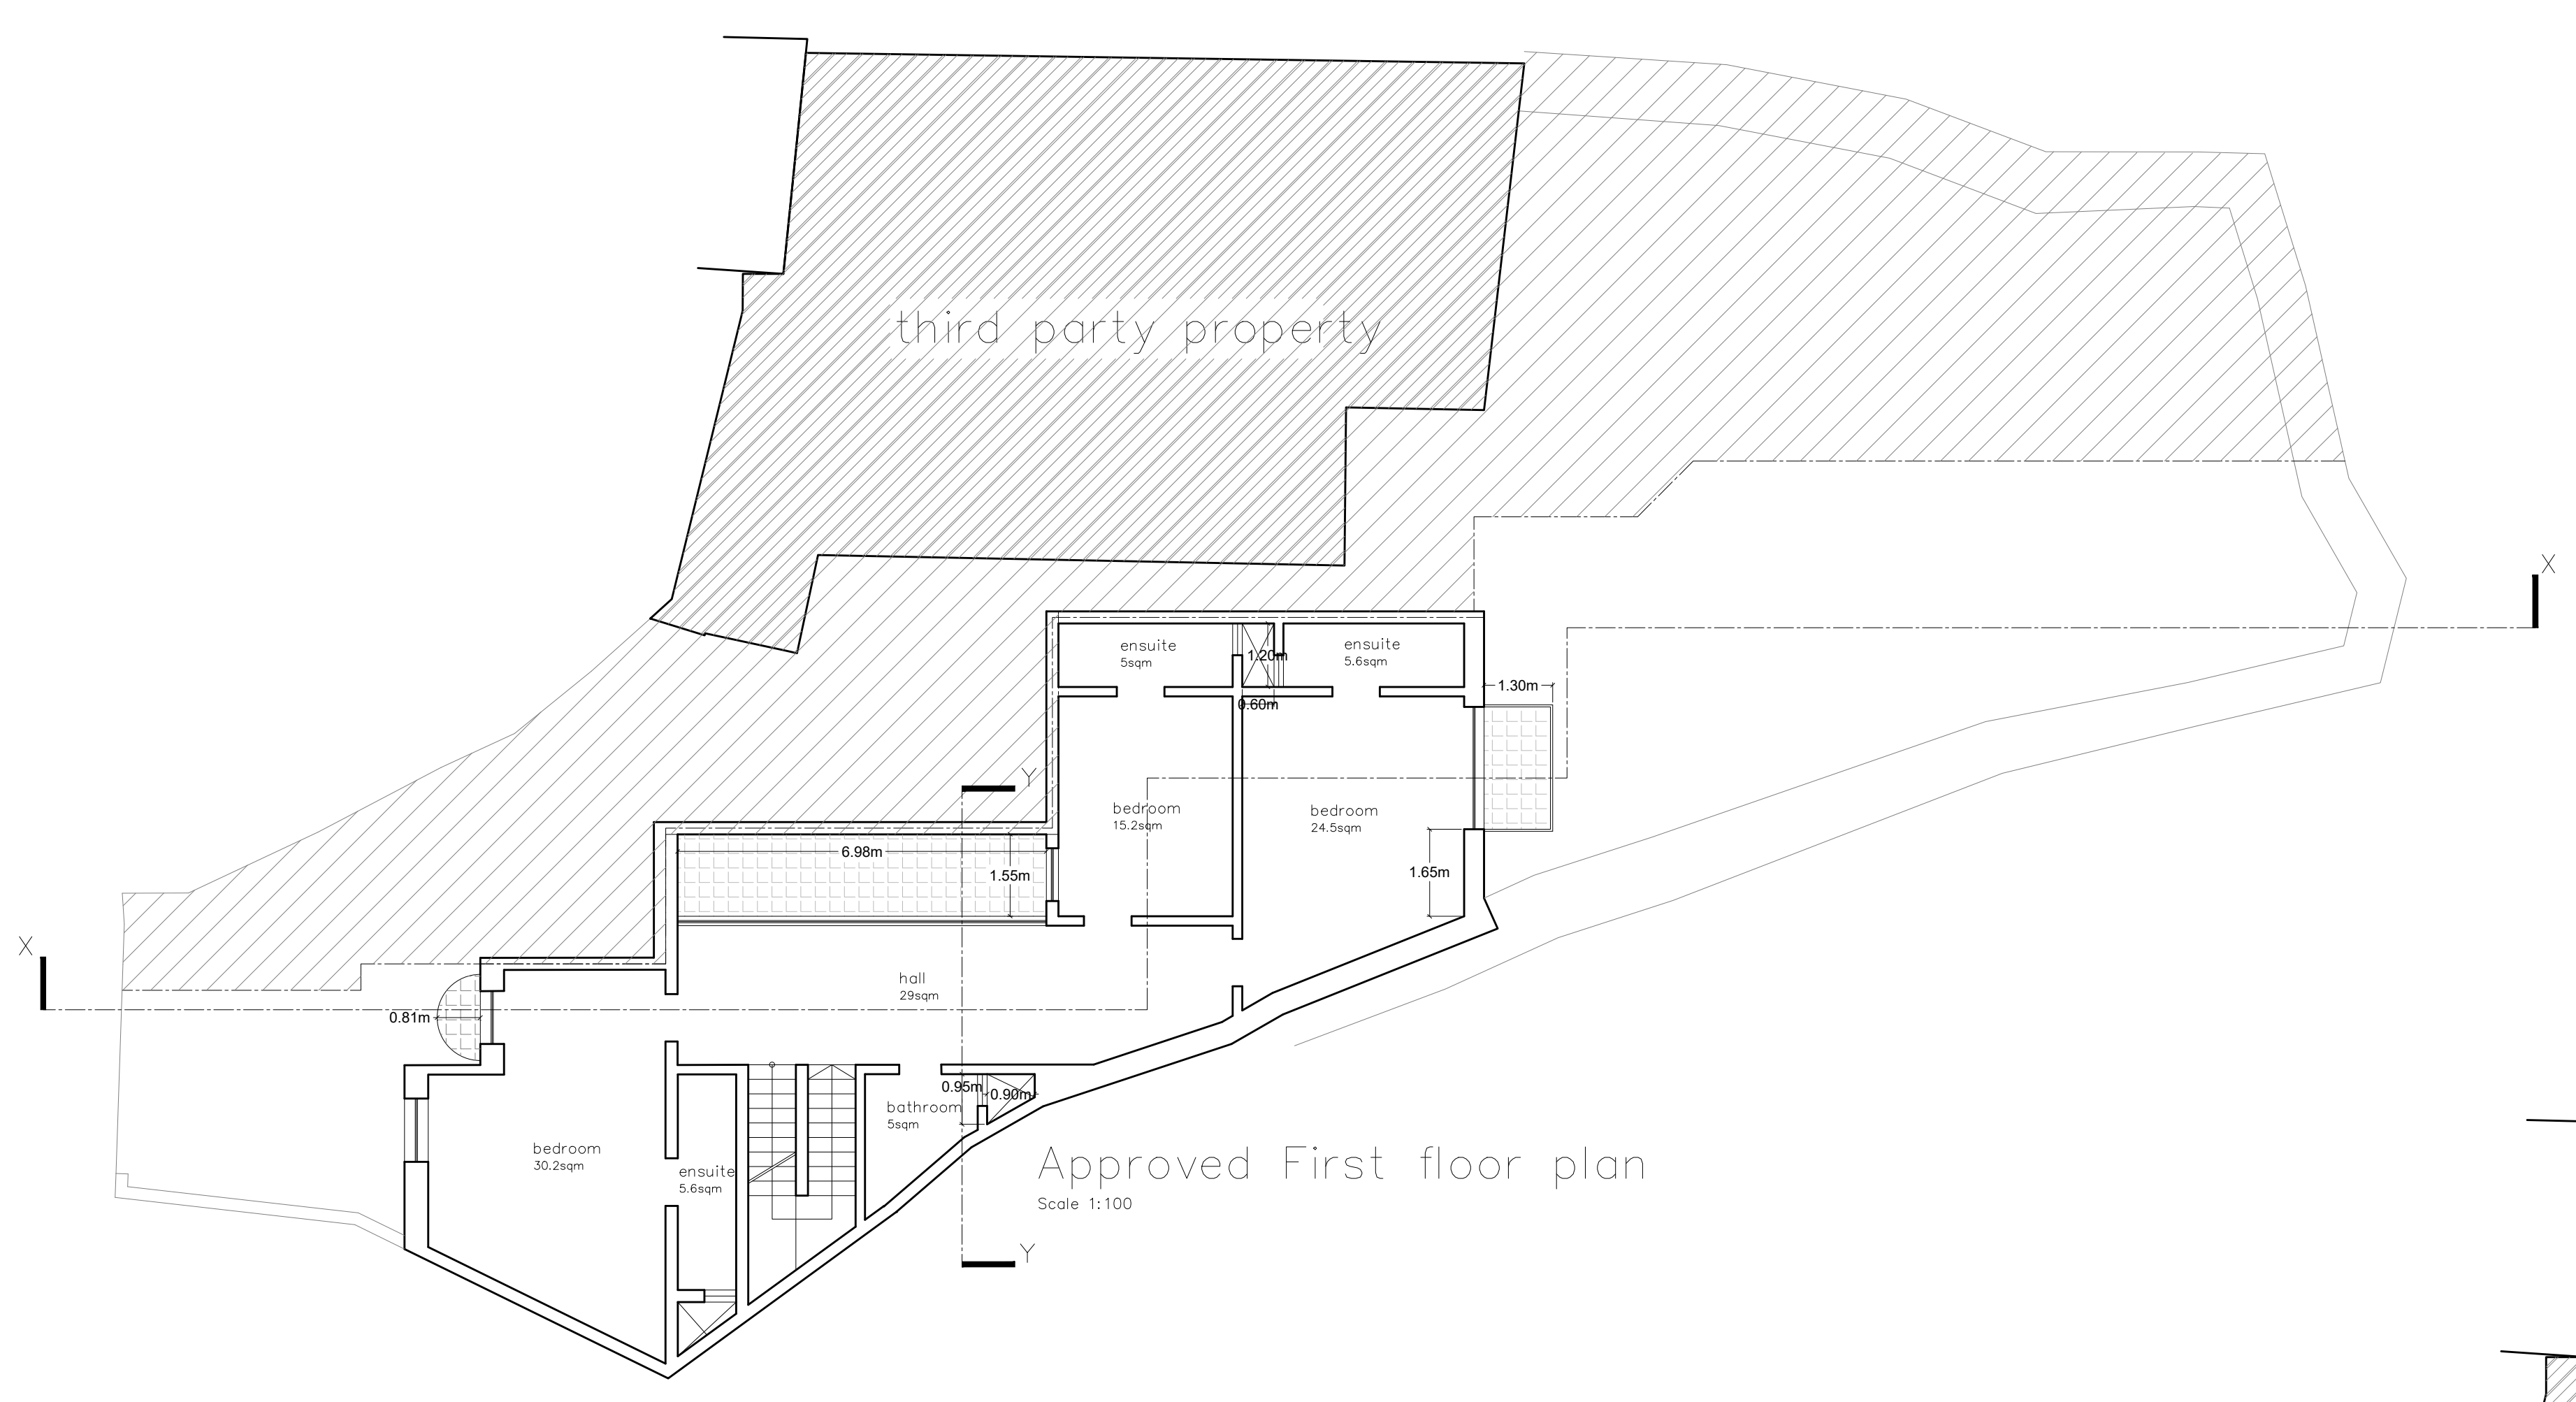 third party property
X
ensuite
5sqm
1.20m
ensuite
5.6sqm
0.60m
1.30m
Y
bedroom
15.2sqm
bedroom
24.5sqm
6.98m
1.55m
1.65m
X
hall
29sqm
0.81m
0.95m
0.90m
bathroom
5sqm
bedroom
30.2sqm
ensuite
5.6sqm
Approved First floor plan
Scale 1:100
Y